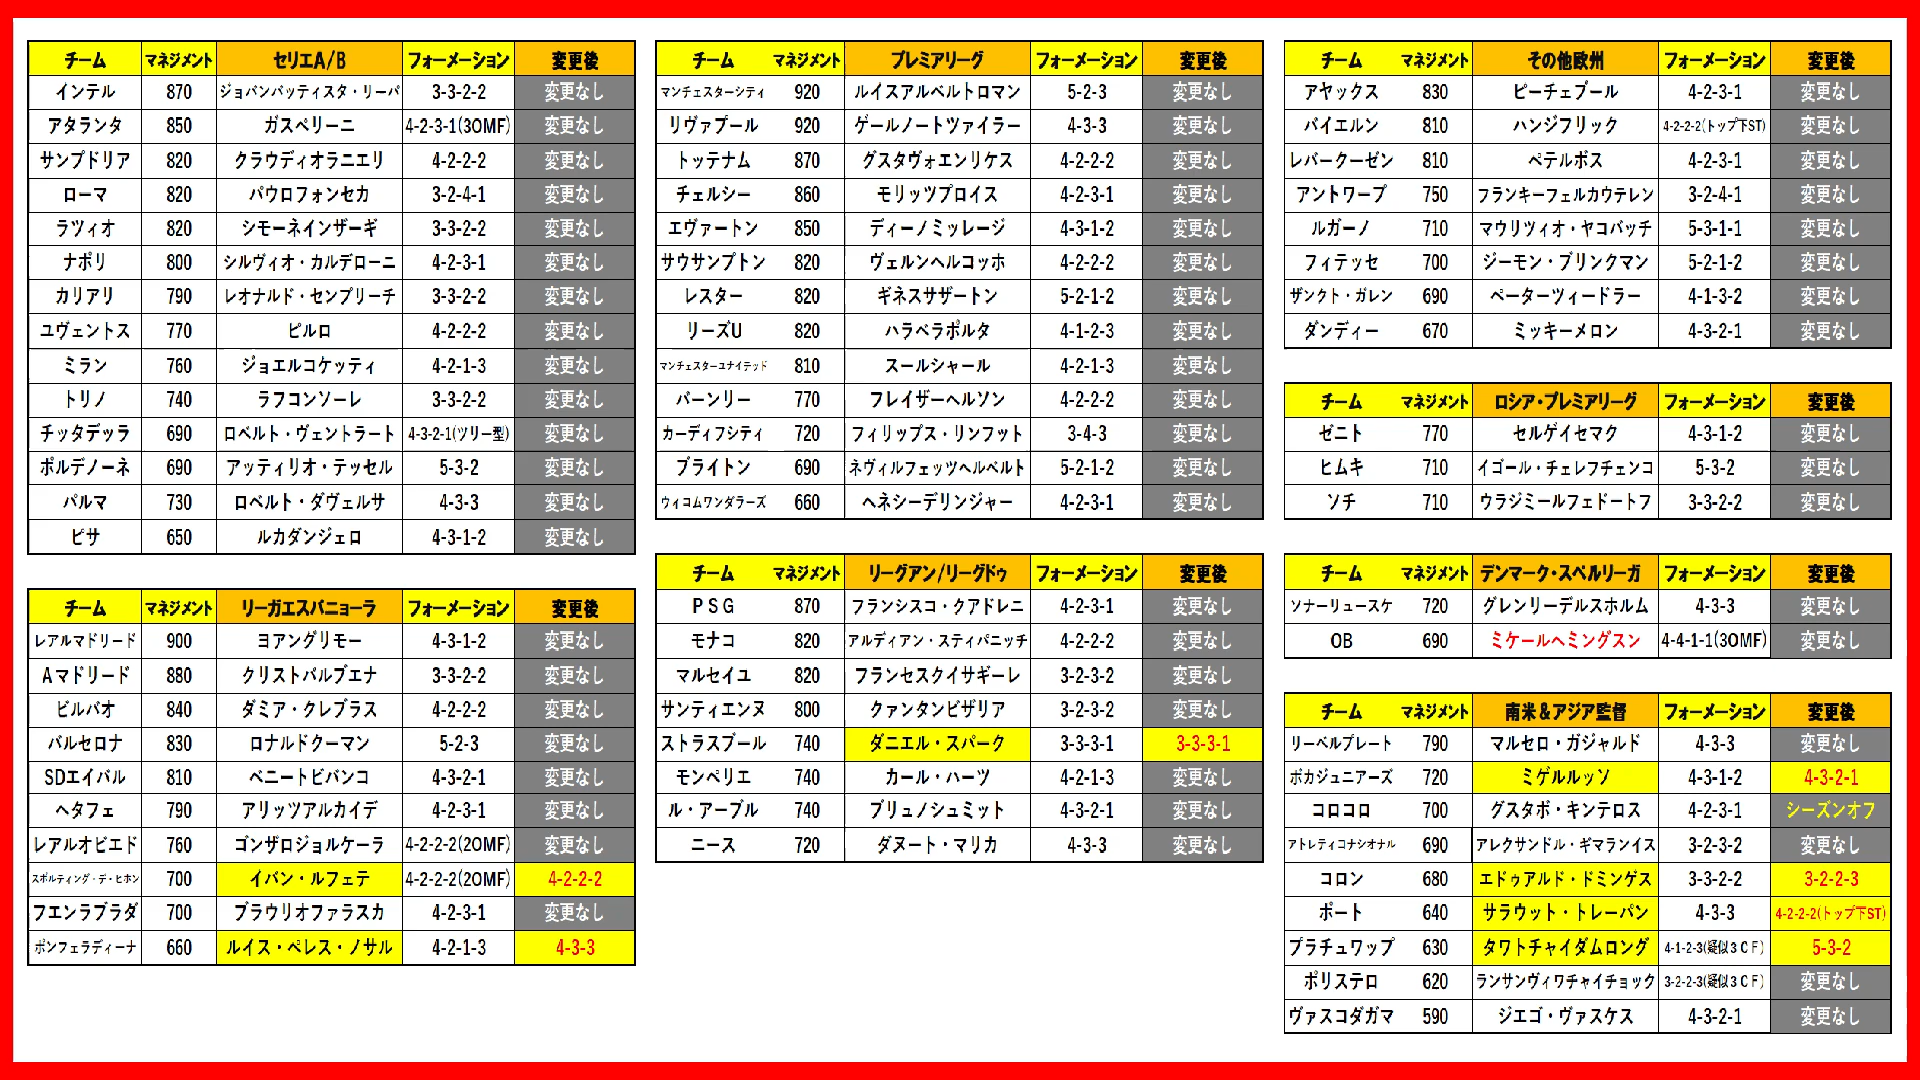 チーム マネジメント セリエA/B フォーメーション 変更後
インテル 870 ジョバンバッティスタ・リーバ 3-3-2-2 変更なし
アタランタ 850 ガスペリーニ 4-2-3-1(3OMF) 変更なし
サンプドリア 820 クラウディオラニエリ 4-2-2-2 変更なし
ローマ 820 パウロフォンセカ 3-2-4-1 変更なし
ラツィオ 820 シモーネインザーギ 3-3-2-2 変更なし
ナポリ 800 シルヴィオ・カルデローニ 4-2-3-1 変更なし
カリアリ 790 レオナルド・センプリーチ 3-3-2-2 変更なし
ユヴェントス 770 ピルロ 4-2-2-2 変更なし
ミラン 760 ジョエルコケッティ 4-2-1-3 変更なし
トリノ 740 ラフコンソーレ 3-3-2-2 変更なし
チッタデッラ 690 ロベルト・ヴェントラート 4-3-2-1(ツリー型) 変更なし
ポルデノーネ 690 アッティリオ・テッセル 5-3-2 変更なし
パルマ 730 ロベルト・ダヴェルサ 4-3-3 変更なし
ピサ 650 ルカダンジェロ 4-3-1-2 変更なし
チーム マネジメント リーガエスパニョーラ フォーメーション 変更後
レアルマドリード 900 ヨアングリモー 4-3-1-2 変更なし
Aマドリード 880 クリストバルブエナ 3-3-2-2 変更なし
ビルバオ 840 ダミア・クレブラス 4-2-2-2 変更なし
バルセロナ 830 ロナルドクーマン 5-2-3 変更なし
SDエイバル 810 ベニートビバンコ 4-3-2-1 変更なし
ヘタフェ 790 アリッツアルカイデ 4-2-3-1 変更なし
レアルオビエド 760 ゴンザロジョルケーラ 4-2-2-2(2OMF) 変更なし
スポルティング・デ・ヒホン 700 イバン・ルフェテ 4-2-2-2(2OMF) 4-2-2-2
フエンラブラダ 700 ブラウリオファラスカ 4-2-3-1 変更なし
ポンフェラディーナ 660 ルイス・ペレス・ノサル 4-2-1-3 4-3-3
チーム マネジメント プレミアリーグ フォーメーション 変更後
マンチェスターシティ 920 ルイスアルベルトロマン 5-2-3 変更なし
リヴァプール 920 ゲールノートツァイラー 4-3-3 変更なし
トッテナム 870 グスタヴォエンリケス 4-2-2-2 変更なし
チェルシー 860 モリッツプロイス 4-2-3-1 変更なし
エヴァートン 850 ディーノミッレージ 4-3-1-2 変更なし
サウサンプトン 820 ヴェルンヘルコッホ 4-2-2-2 変更なし
レスター 820 ギネスサザートン 5-2-1-2 変更なし
リーズU 820 ハラベラポルタ 4-1-2-3 変更なし
マンチェスターユナイテッド 810 スールシャール 4-2-1-3 変更なし
バーンリー 770 フレイザーヘルソン 4-2-2-2 変更なし
カーディフシティ 720 フィリップス・リンフット 3-4-3 変更なし
ブライトン 690 ネヴィルフェッツヘルベルト 5-2-1-2 変更なし
ウィコムワンダラーズ 660 ヘネシーデリンジャー 4-2-3-1 変更なし
チーム マネジメント リーグアン/リーグドゥ フォーメーション 変更後
PSG 870 フランシスコ・クアドレニ 4-2-3-1 変更なし
モナコ 820 アルディアン・スティパニッチ 4-2-2-2 変更なし
マルセイユ 820 フランセスクイサギーレ 3-2-3-2 変更なし
サンティエンヌ 800 クァンタンビザリア 3-2-3-2 変更なし
ストラスブール 740 ダニエル・スパーク 3-3-3-1 3-3-3-1
モンペリエ 740 カール・ハーツ 4-2-1-3 変更なし
ル・アーブル 740 ブリュノシュミット 4-3-2-1 変更なし
ニース 720 ダヌート・マリカ 4-3-3 変更なし
チーム マネジメント その他欧州 フォーメーション 変更後
アヤックス 830 ピーチェブール 4-2-3-1 変更なし
バイエルン 810 ハンジフリック 4-2-2-2(トップ下ST) 変更なし
レバークーゼン 810 ペテルボス 4-2-3-1 変更なし
アントワープ 750 フランキーフェルカウテレン 3-2-4-1 変更なし
ルガーノ 710 マウリツィオ・ヤコバッチ 5-3-1-1 変更なし
フィテッセ 700 ジーモン・ブリンクマン 5-2-1-2 変更なし
ザンクト・ガレン 690 ペーターツィードラー 4-1-3-2 変更なし
ダンディー 670 ミッキーメロン 4-3-2-1 変更なし
チーム マネジメント ロシア・プレミアリーグ フォーメーション 変更後
ゼニト 770 セルゲイセマク 4-3-1-2 変更なし
ヒムキ 710 イゴール・チェレフチェンコ 5-3-2 変更なし
ソチ 710 ウラジミールフェドートフ 3-3-2-2 変更なし
チーム マネジメント デンマーク・スペルリーガ フォーメーション 変更後
ソナーリュースケ 720 グレンリーデルスホルム 4-3-3 変更なし
OB 690 ミケールヘミングスン 4-4-1-1(3OMF) 変更なし
チーム マネジメント 南米＆アジア監督 フォーメーション 変更後
リーベルプレート 790 マルセロ・ガジャルド 4-3-3 変更なし
ボカジュニアーズ 720 ミゲルルッソ 4-3-1-2 4-3-2-1
コロコロ 700 グスタボ・キンテロス 4-2-3-1 シーズンオフ
アトレティコナシオナル 690 アレクサンドル・ギマランイス 3-2-3-2 変更なし
コロン 680 エドゥアルド・ドミンゲス 3-3-2-2 3-2-2-3
ポート 640 サラウット・トレーパン 4-3-3 4-2-2-2(トップ下ST)
プラチュワップ 630 タワトチャイダムロング 4-1-2-3(疑似３CF) 5-3-2
ポリステロ 620 ランサンヴィワチャイチョック 3-2-2-3(疑似３CF) 変更なし
ヴァスコダガマ 590 ジエゴ・ヴァスケス 4-3-2-1 変更なし